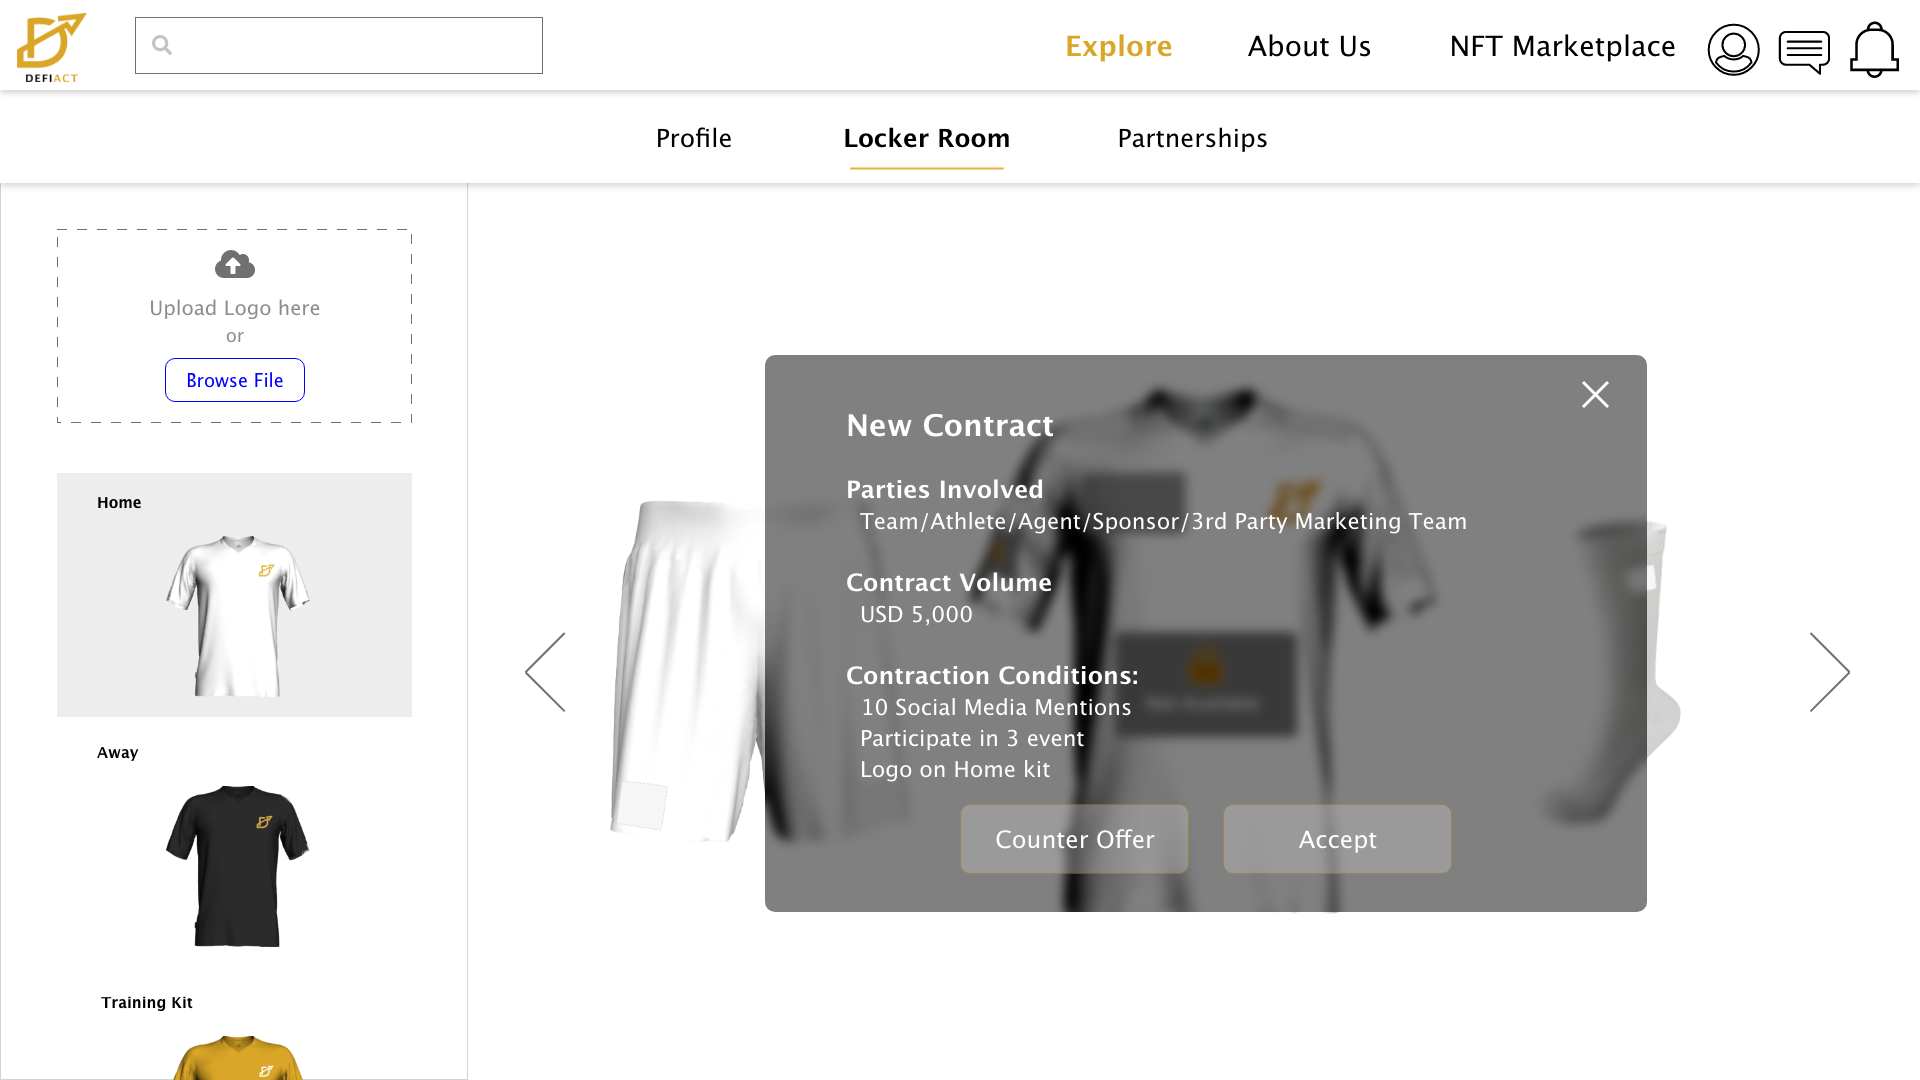 DEFIACT
Explore
About Us
NFT Marketplace
Profile
Locker Room
Partnerships
Upload Logo here
or
Browse File
Home
Away
Training Kit
New Contract
Parties Involved
Team/Athlete/Agent/Sponsor/3rd Party Marketing Team
Contract Volume
USD 5,000
Contraction Conditions:
10 Social Media Mentions
Participate in 3 event
Logo on Home kit
Counter Offer
Accept